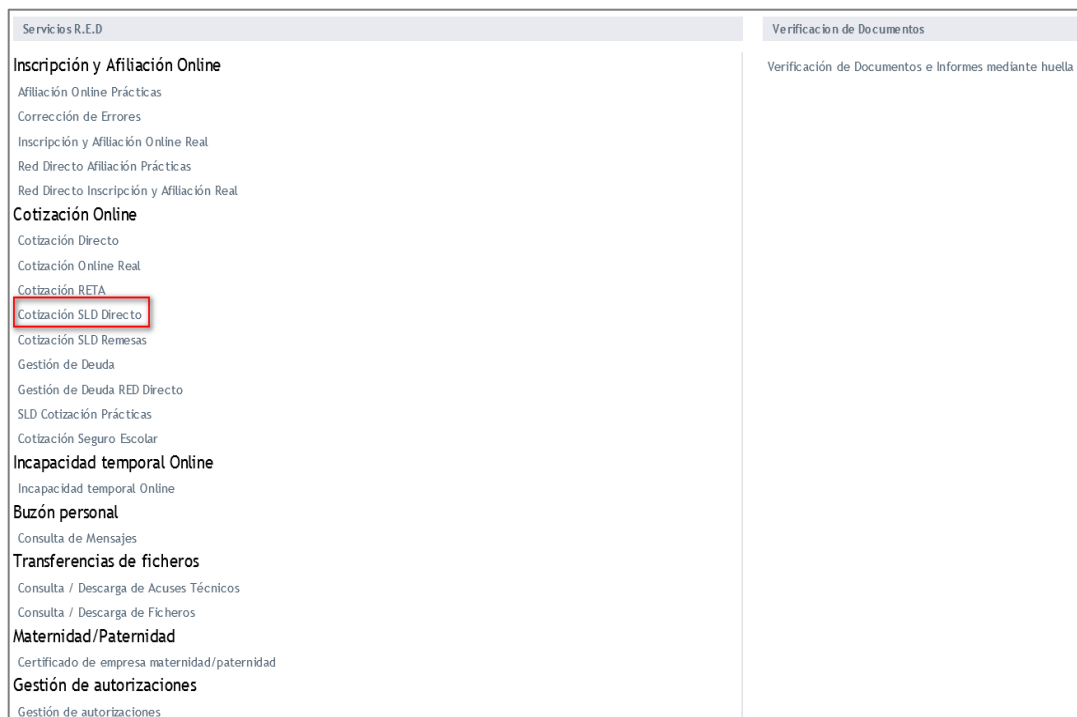 Servicios R.E.D
Inscripción y Afiliación Online
Afiliación Online Prácticas
Corrección de Errores
Inscripción y Afiliación Online Real
Red Directo Afiliación Prácticas
Red Directo Inscripción y Afiliación Real
Cotización Online
Cotización Directo
Cotización Online Real
Cotización RETA
Cotización SLD Directo
Cotización SLD Remesas
Gestión de Deuda
Gestión de Deuda RED Directo
SLD Cotización Prácticas
Cotización Seguro Escolar
Incapacidad temporal Online
Incapacidad temporal Online
Buzón personal
Consulta de Mensajes
Transferencias de ficheros
Consulta / Descarga de Acuses Técnicos
Consulta / Descarga de Ficheros
Maternidad/Paternidad
Certificado de empresa maternidad/paternidad
Gestión de autorizaciones
Gestión de autorizaciones
Verificacion de Documentos
Verificación de Documentos e Informes mediante huella